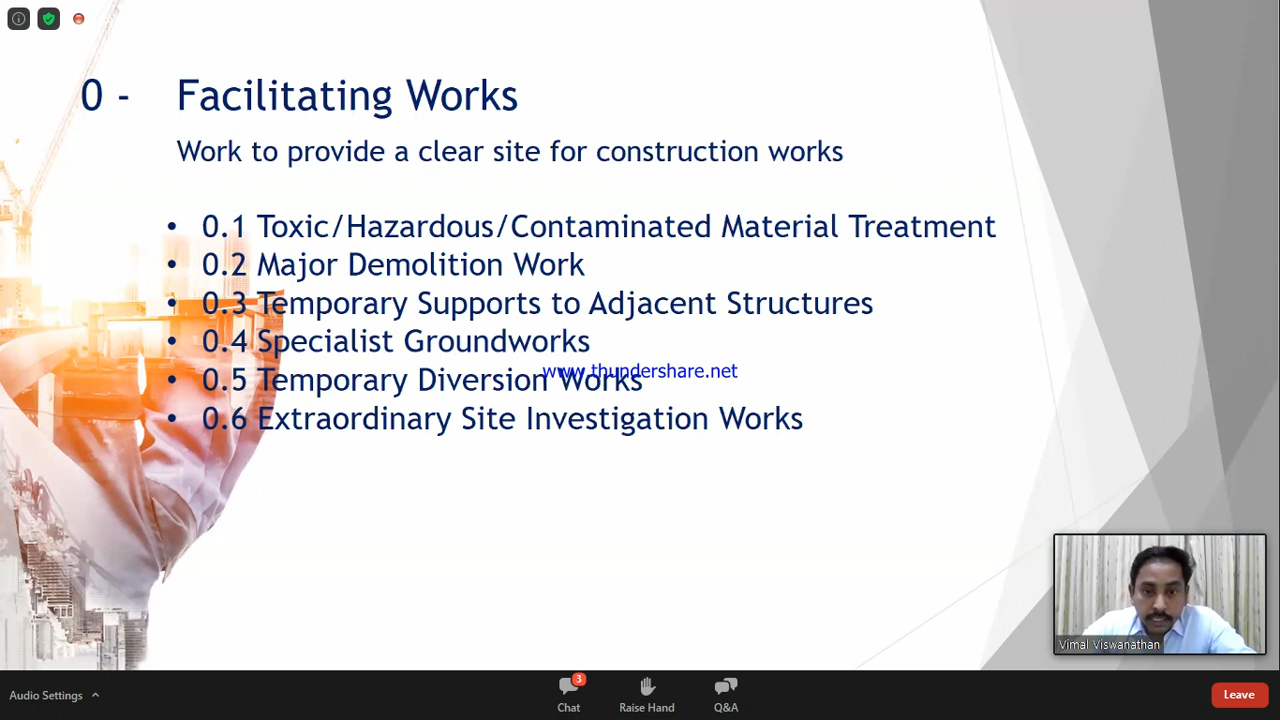 0 - Facilitating Works
Work to provide a clear site for construction works
• 0.1 Toxic/Hazardous/Contaminated Material Treatment
• 0.2 Major Demolition Work
• 0.3 Temporary Supports to Adjacent Structures
• 0.4 Specialist Groundworks
www.thundershare.net
• 0.5 Temporary Diversion Works
• 0.6 Extraordinary Site Investigation Works
Vimal Viswanathan
Audio Settings
3
Chat
Raise Hand
Q&A
Leave